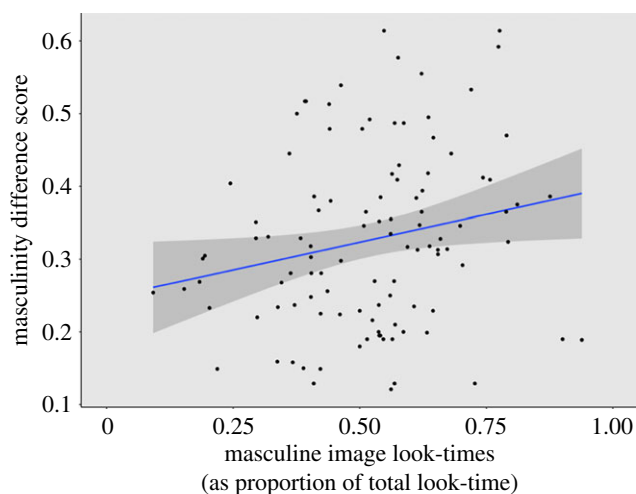 masculinity difference score
0.6
0.5
0.4
0.3
0.2
0.1
0 0.25 0.50 0.75 1.00
masculine image look-times
(as proportion of total look-time)